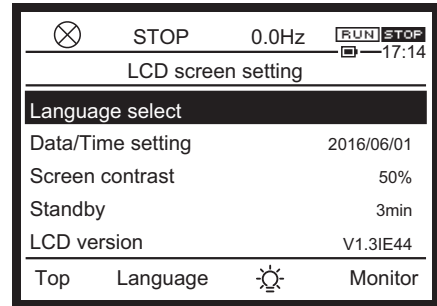 STOP 0.0Hz RUN STOP
17:14
LCD screen setting
Language select
Data/Time setting 2016/06/01
Screen contrast 50%
Standby 3min
LCD version V1.3IE44
Top Language Monitor